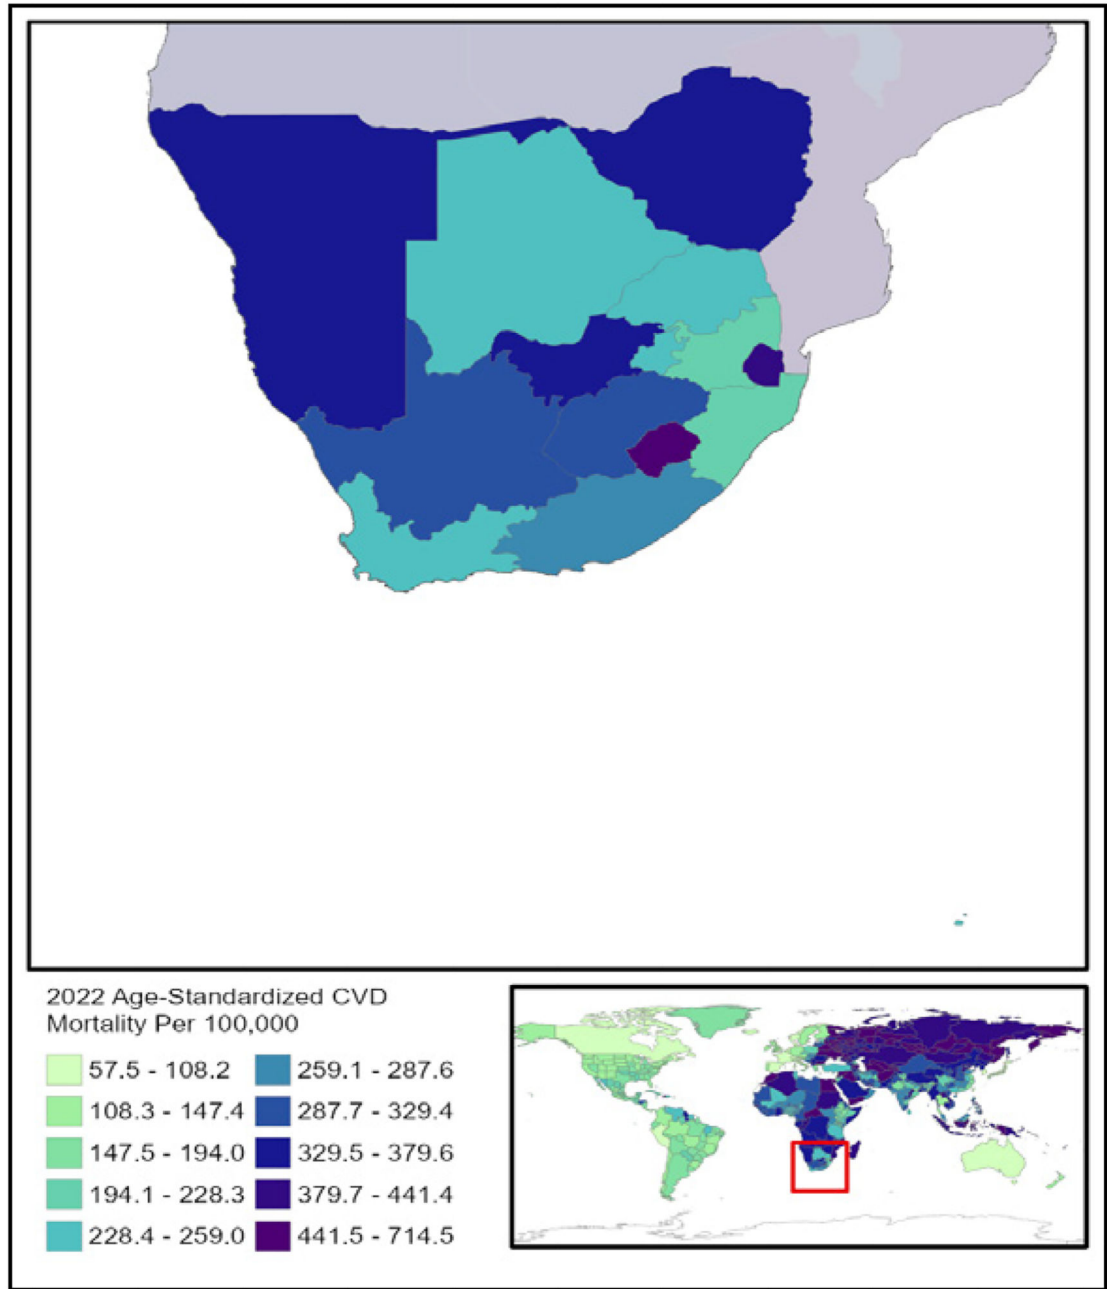 2022 Age-Standardized CVD
Mortality Per 100,000
57.5 - 108.2
108.3 - 147.4
147.5 - 194.0
194.1 - 228.3
228.4 - 259.0
259.1 - 287.6
287.7 - 329.4
329.5 - 379.6
379.7 - 441.4
441.5 - 714.5